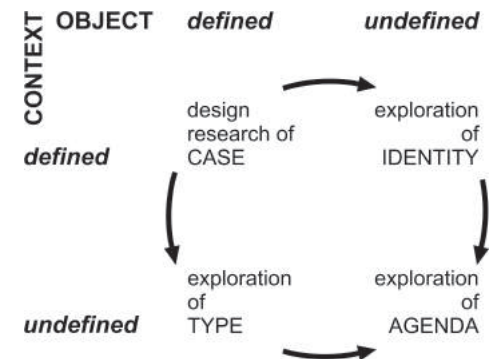 OBJECT defined undefined
CONTEXT
design exploration
research of of
defined CASE IDENTITY
exploration exploration
of of
undefined TYPE AGENDA